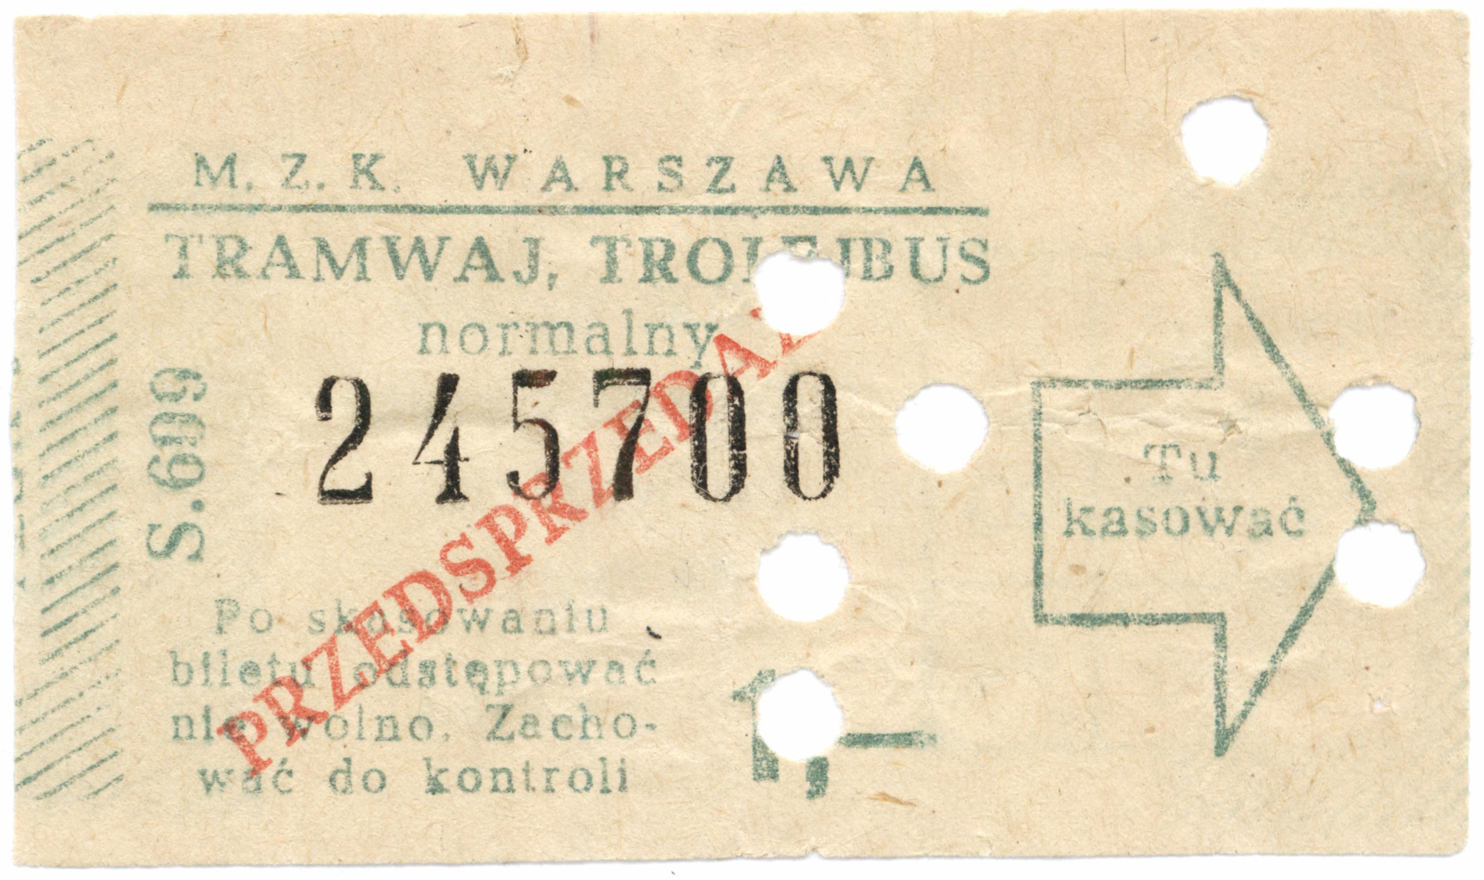 M. Z. K. WARSZAWA
TRAMWAJ, TROLEJBUS
normalny
S.609
245700
PRZEDSPRZEDAŻ
Tu
kasować
Po skasowaniu
biletu odstępować
nie wolno. Zacho-
wać do kontroli
1,—